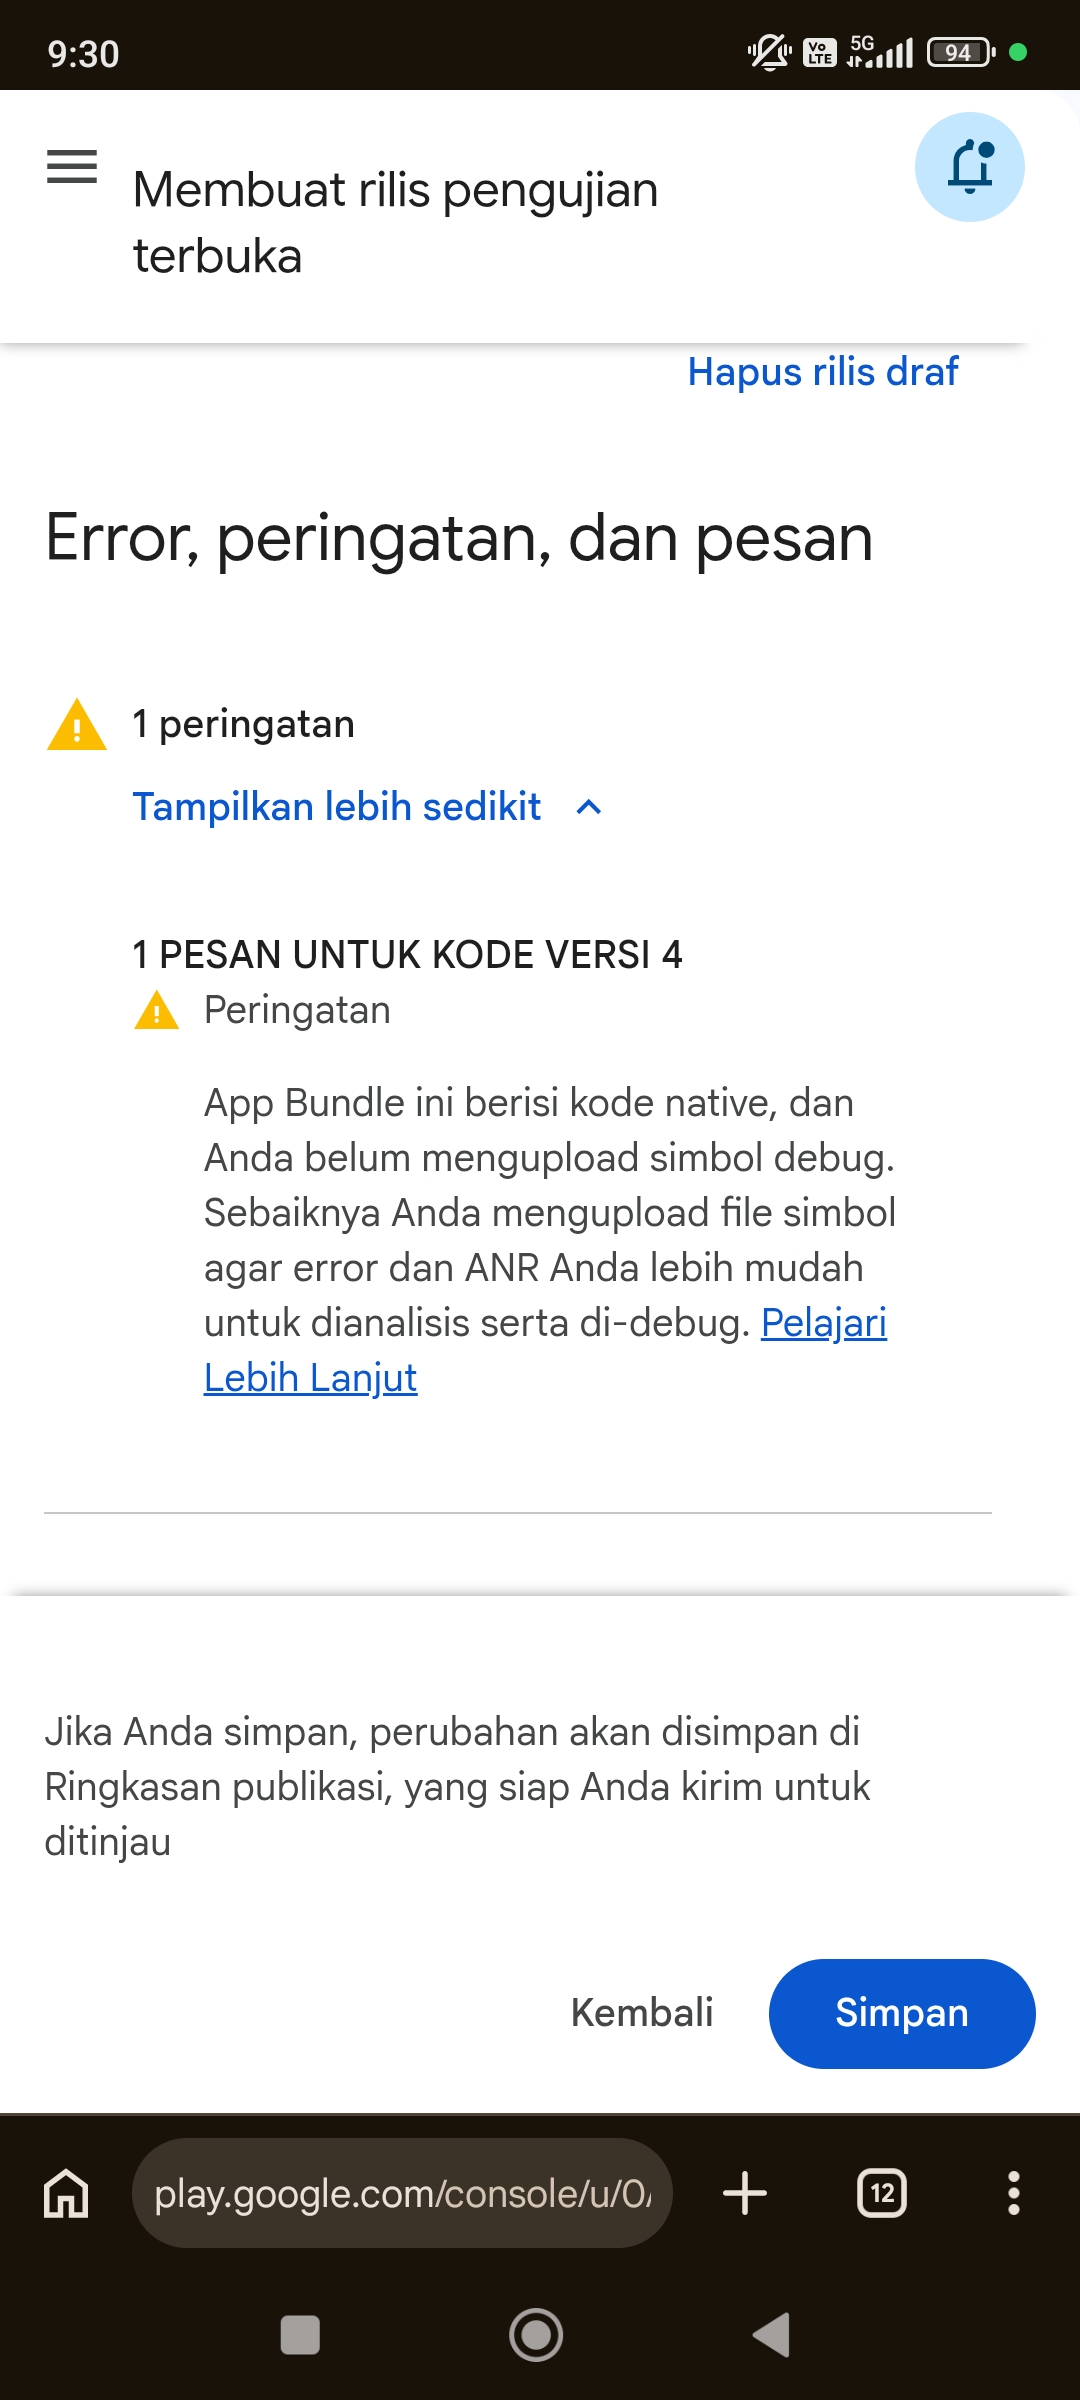 9:30
Vo LTE 5G 94
Membuat rilis pengujian
terbuka
Hapus rilis draf
Error, peringatan, dan pesan
1 peringatan
Tampilkan lebih sedikit
1 PESAN UNTUK KODE VERSI 4
Peringatan
App Bundle ini berisi kode native, dan
Anda belum mengupload simbol debug.
Sebaiknya Anda mengupload file simbol
agar error dan ANR Anda lebih mudah
untuk dianalisis serta di-debug. Pelajari
Lebih Lanjut
Jika Anda simpan, perubahan akan disimpan di
Ringkasan publikasi, yang siap Anda kirim untuk
ditinjau
Kembali
Simpan
play.google.com/console/u/0/
12